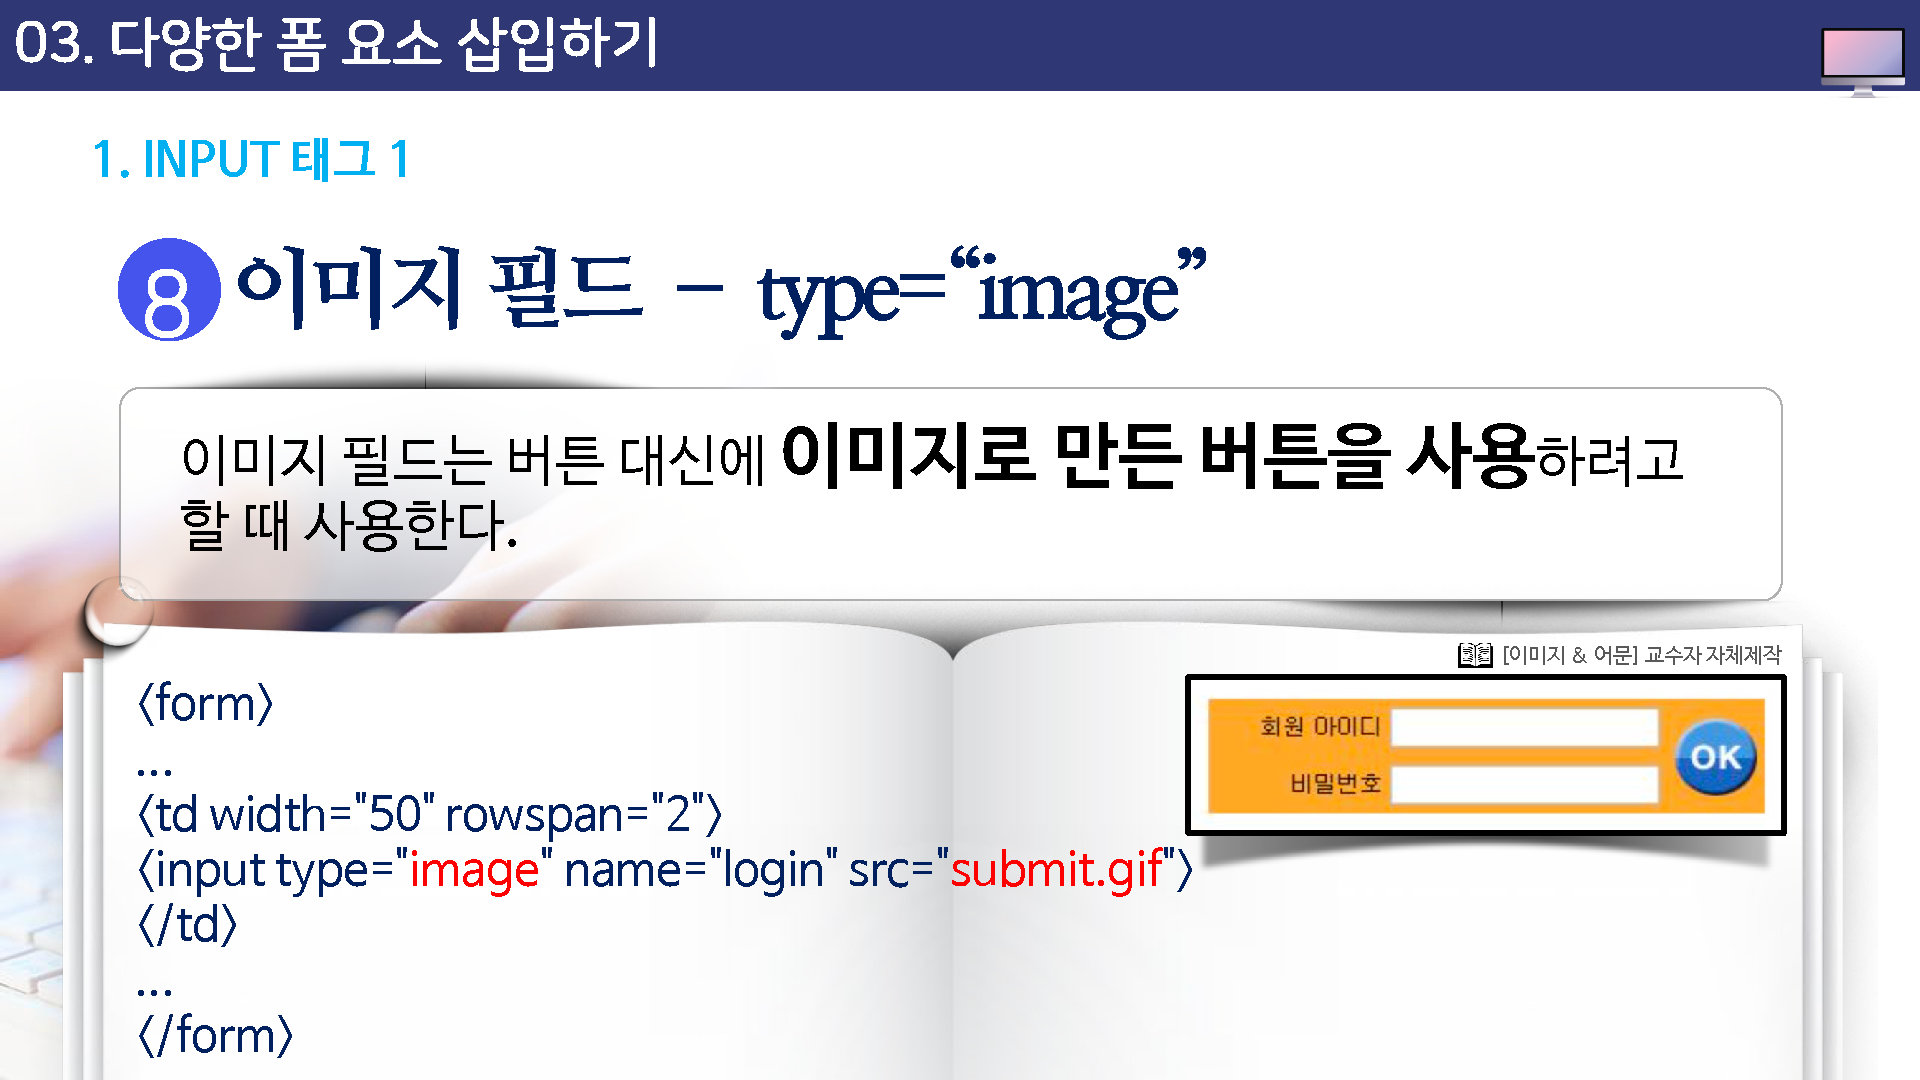 03. 다양한 폼 요소 삽입하기
1. INPUT 태그 1
8 이미지 필드 - type=“image”
이미지 필드는 버튼 대신에 이미지로 만든 버튼을 사용하려고
할 때 사용한다.
[이미지 & 어문] 교수자 자체제작
회원 아이디
비밀번호
OK
〈form〉
...
〈td width="50" rowspan="2"〉
〈input type="image" name="login" src="submit.gif"〉
〈/td〉
...
〈/form〉